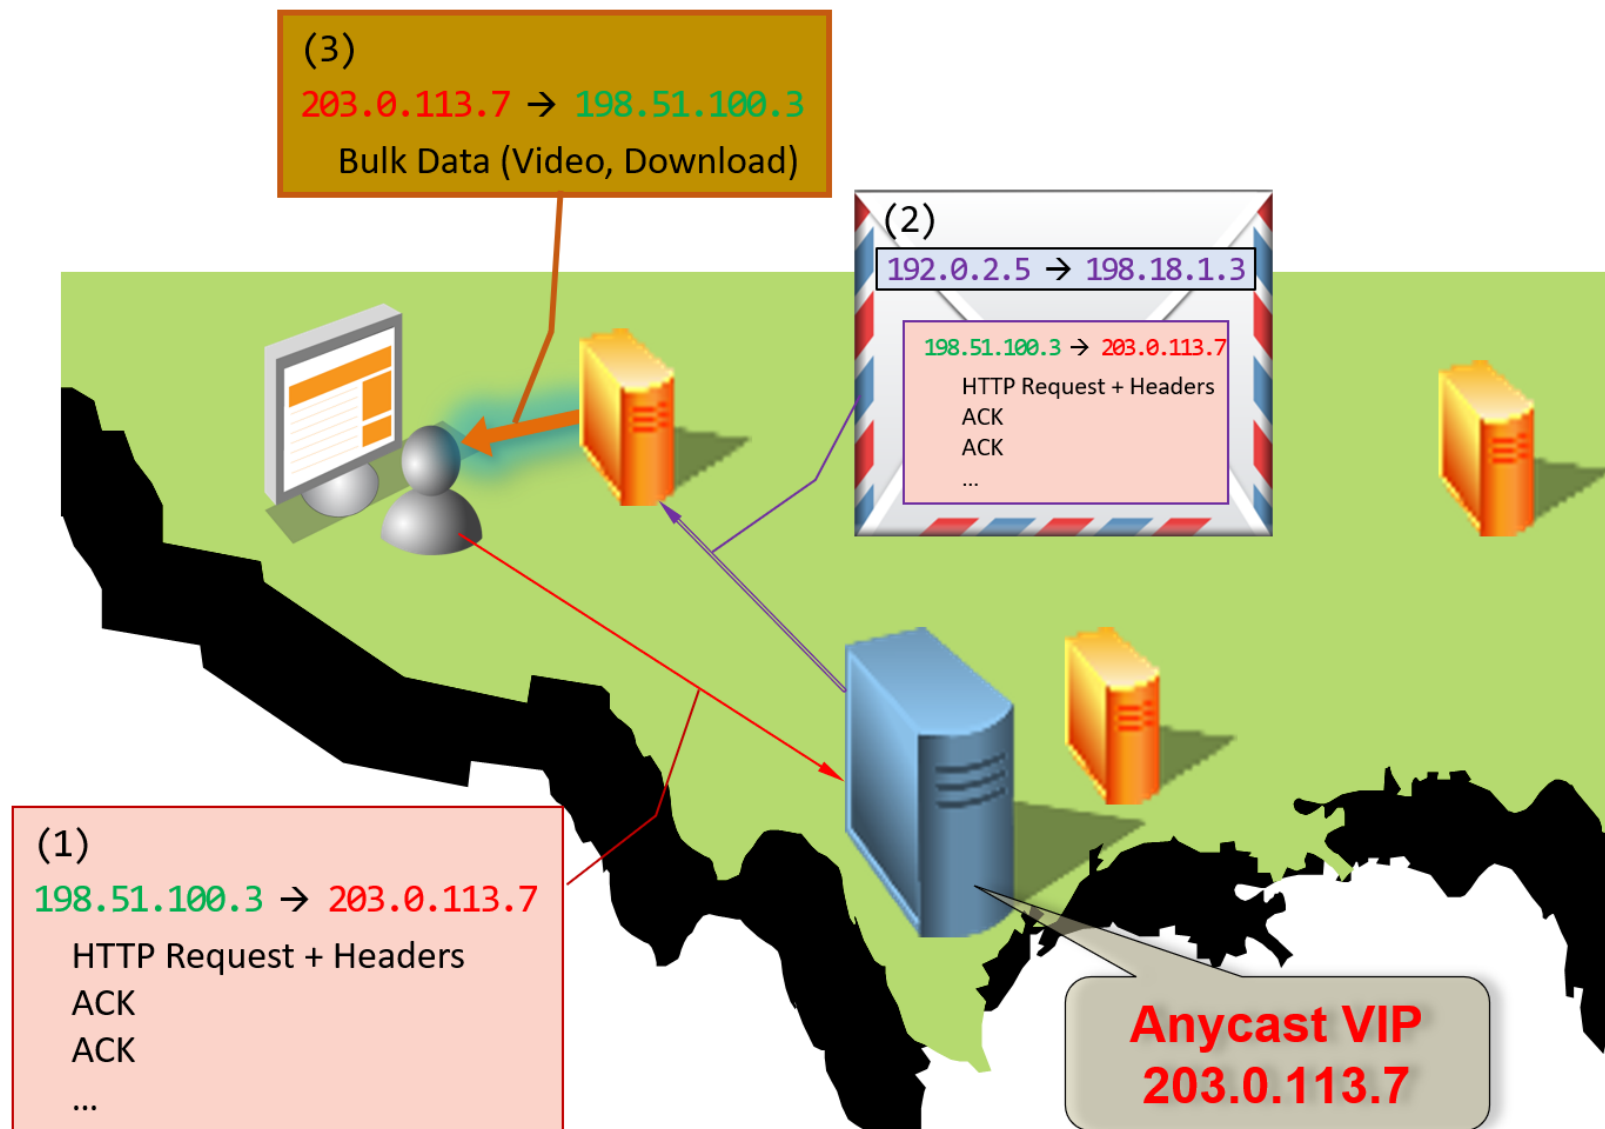 (3)
203.0.113.7 → 198.51.100.3
Bulk Data (Video, Download)
(2)
192.0.2.5 → 198.18.1.3
198.51.100.3 → 203.0.113.7
HTTP Request + Headers
ACK
ACK
...
(1)
198.51.100.3 → 203.0.113.7
HTTP Request + Headers
ACK
ACK
...
Anycast VIP
203.0.113.7